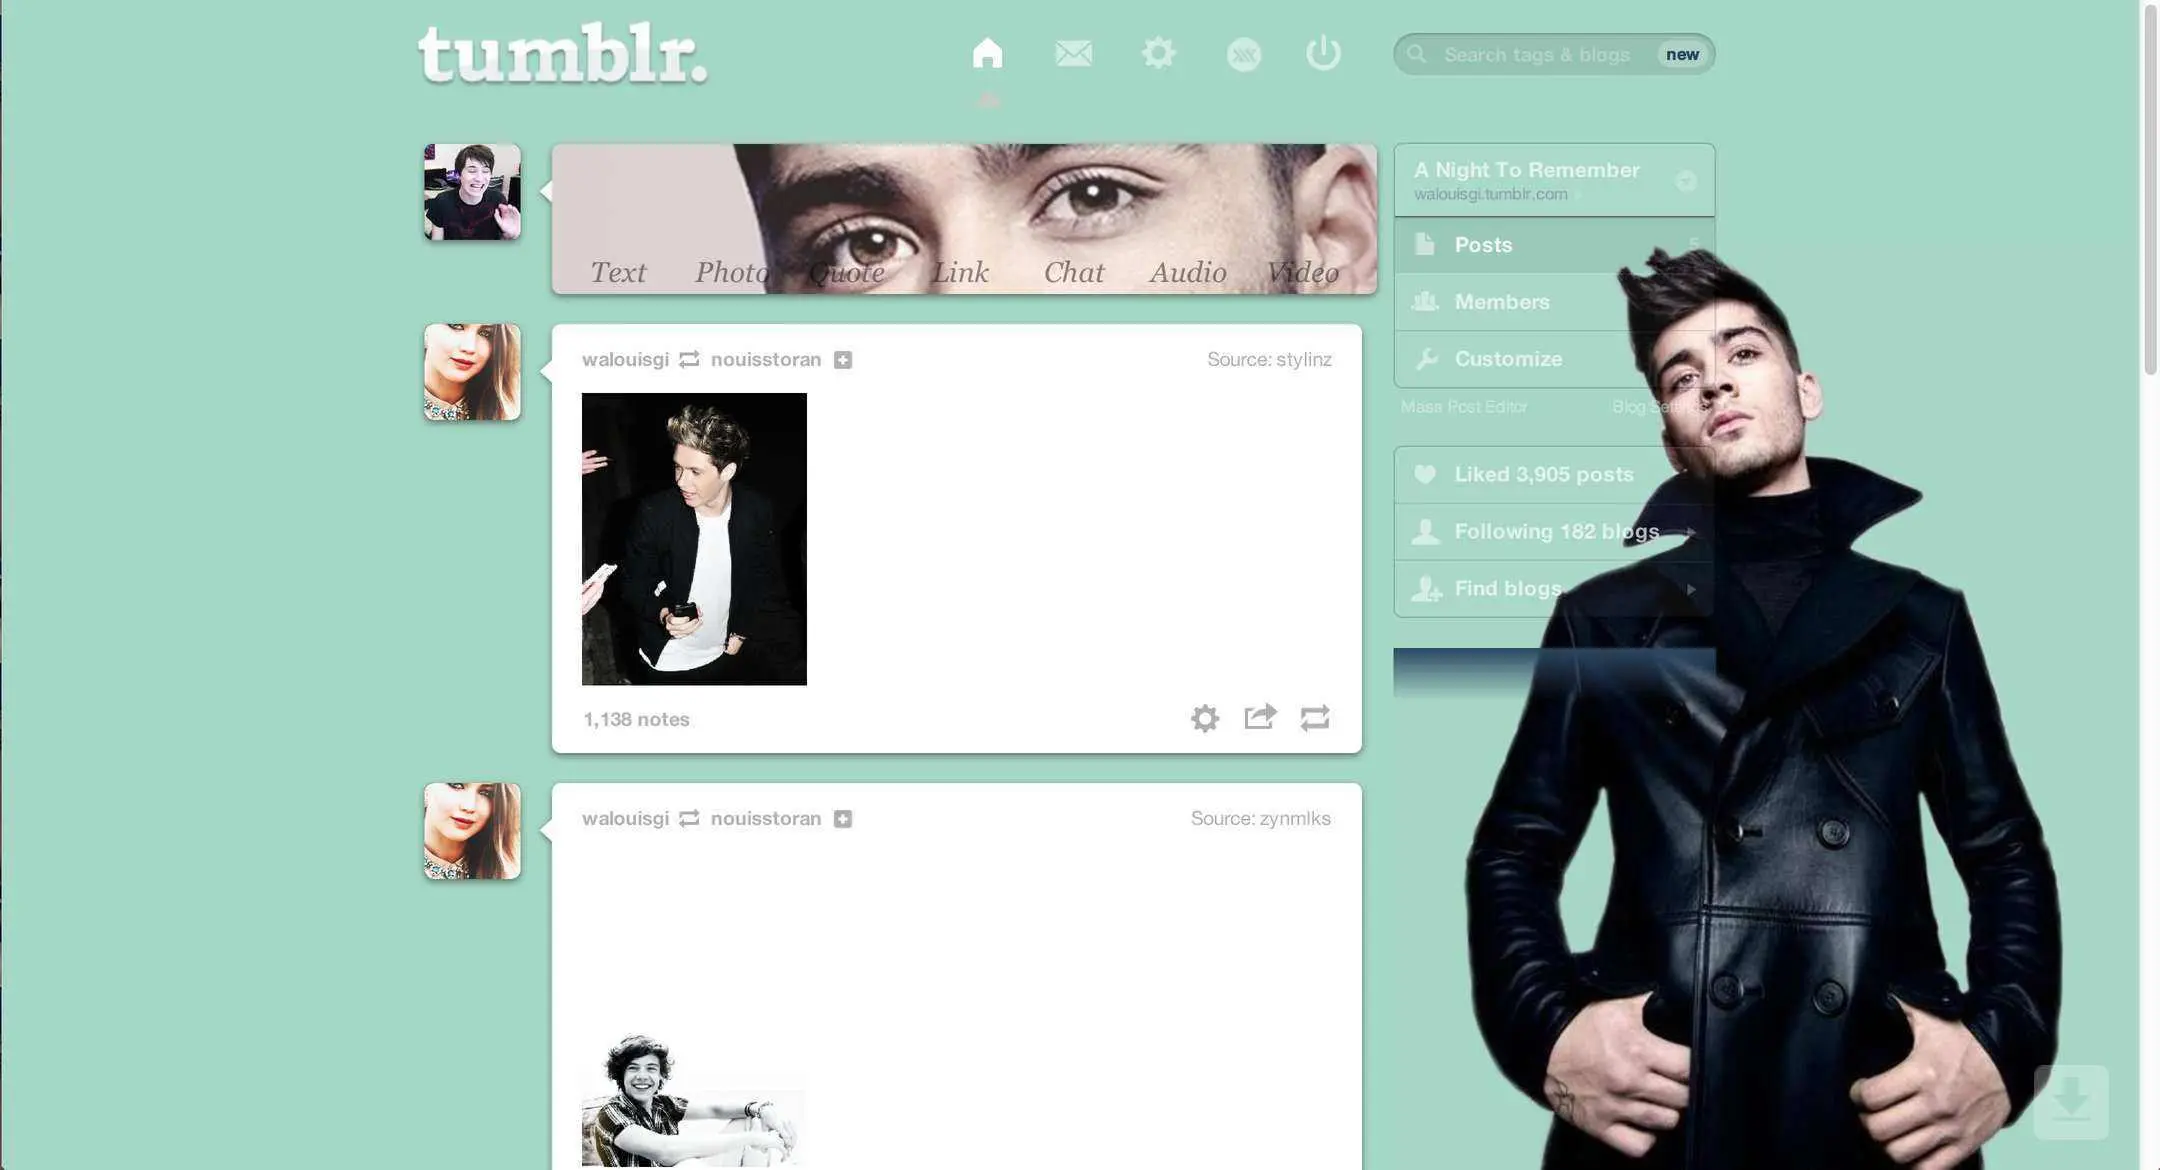 tumblr.
Search tags & blogs new
A Night To Remember
walouisgi.tumblr.com
Posts 5
Members
Customize
Mass Post Editor Blog Settings
Liked 3,905 posts
Following 182 blogs
Find blogs
Text Photo Quote Link Chat Audio Video
walouisgi nouisstoran Source: stylinz
1,138 notes
walouisgi nouisstoran Source: zynmlks